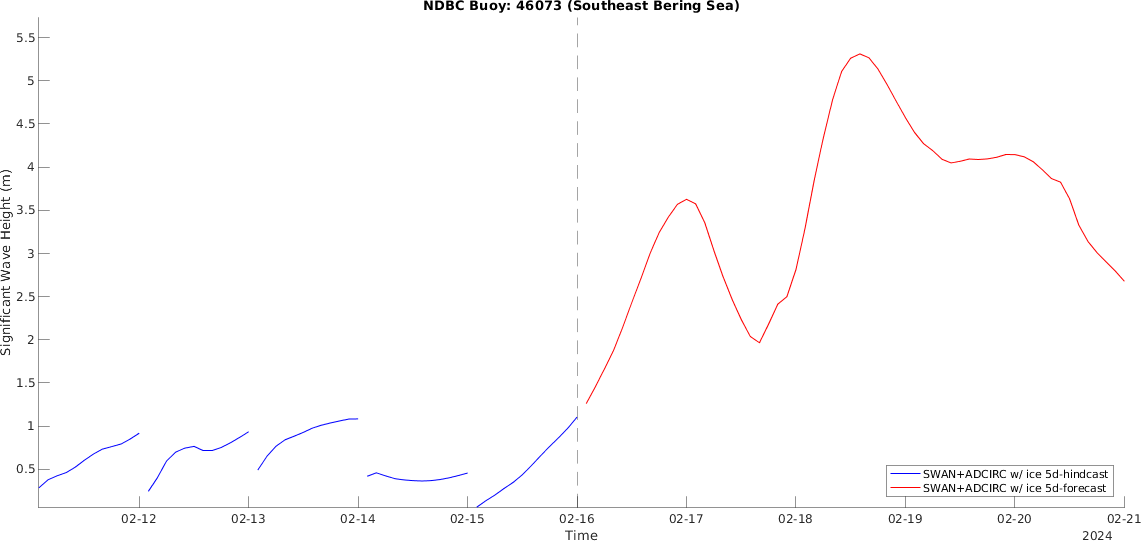 NDBC Buoy: 46073 (Southeast Bering Sea)
Significant Wave Height (m)
5.5
5
4.5
4
3.5
3
2.5
2
1.5
1
0.5
SWAN+ADCIRC w/ ice 5d-hindcast
SWAN+ADCIRC w/ ice 5d-forecast
02-12 02-13 02-14 02-15 02-16 02-17 02-18 02-19 02-20 02-21
Time
2024